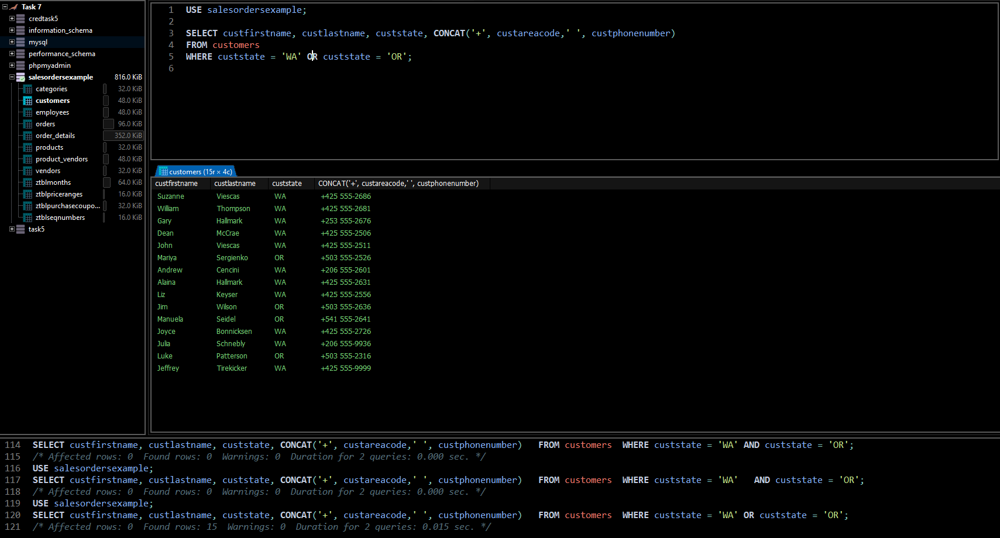 Task 7
credtask5
information_schema
mysql
performance_schema
phpmyadmin
salesordersexample 816.0 KiB
categories 32.0 KiB
customers 48.0 KiB
employees 48.0 KiB
orders 96.0 KiB
order_details 352.0 KiB
products 32.0 KiB
product_vendors 48.0 KiB
vendors 32.0 KiB
ztblmonths 64.0 KiB
ztblpriceranges 16.0 KiB
ztblpurchasecoupo... 32.0 KiB
ztblseqnumbers 16.0 KiB
task5
1 USE salesordersexample;
2
3 SELECT custfirstname, custlastname, custstate, CONCAT('+', custareacode,' ', custphonenumber)
4 FROM customers
5 WHERE custstate = 'WA' OR custstate = 'OR';
6
customers (15r × 4c)
custfirstname custlastname custstate CONCAT('+', custareacode,' ', custphonenumber)
Suzanne Viescas WA +425 555-2686
William Thompson WA +425 555-2681
Gary Hallmark WA +253 555-2676
Dean McCrae WA +425 555-2506
John Viescas WA +425 555-2511
Mariya Sergienko OR +503 555-2526
Andrew Cencini WA +206 555-2601
Alaina Hallmark WA +425 555-2631
Liz Keyser WA +425 555-2556
Jim Wilson OR +503 555-2636
Manuela Seidel OR +541 555-2641
Joyce Bonnicksen WA +425 555-2726
Julia Schnebly WA +206 555-9936
Luke Patterson OR +503 555-2316
Jeffrey Tirekicker WA +425 555-9999
114 SELECT custfirstname, custlastname, custstate, CONCAT('+', custareacode,' ', custphonenumber) FROM customers WHERE custstate = 'WA' AND custstate = 'OR';
115 /* Affected rows: 0 Found rows: 0 Warnings: 0 Duration for 2 queries: 0.000 sec. */
116 USE salesordersexample;
117 SELECT custfirstname, custlastname, custstate, CONCAT('+', custareacode,' ', custphonenumber) FROM customers WHERE custstate = 'WA' AND custstate = 'OR';
118 /* Affected rows: 0 Found rows: 0 Warnings: 0 Duration for 2 queries: 0.000 sec. */
119 USE salesordersexample;
120 SELECT custfirstname, custlastname, custstate, CONCAT('+', custareacode,' ', custphonenumber) FROM customers WHERE custstate = 'WA' OR custstate = 'OR';
121 /* Affected rows: 0 Found rows: 15 Warnings: 0 Duration for 2 queries: 0.015 sec. */